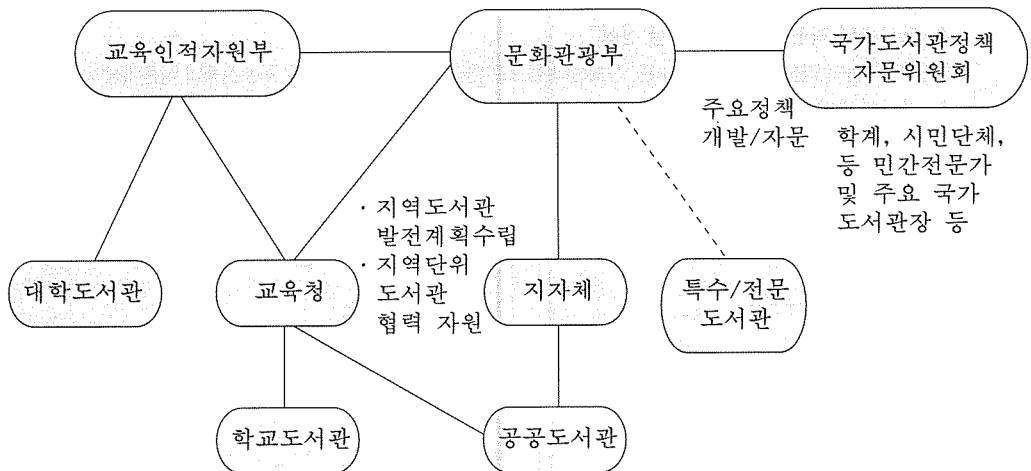 교육인적자원부
문화관광부
국가도서관정책
자문위원회
주요정책
개발/자문
학계, 시민단체,
등 민간전문가
및 주요 국가
도서관장 등
· 지역도서관
발전계획수립
· 지역단위
도서관
협력 자원
대학도서관
교육청
지자체
특수/전문
도서관
학교도서관
공공도서관